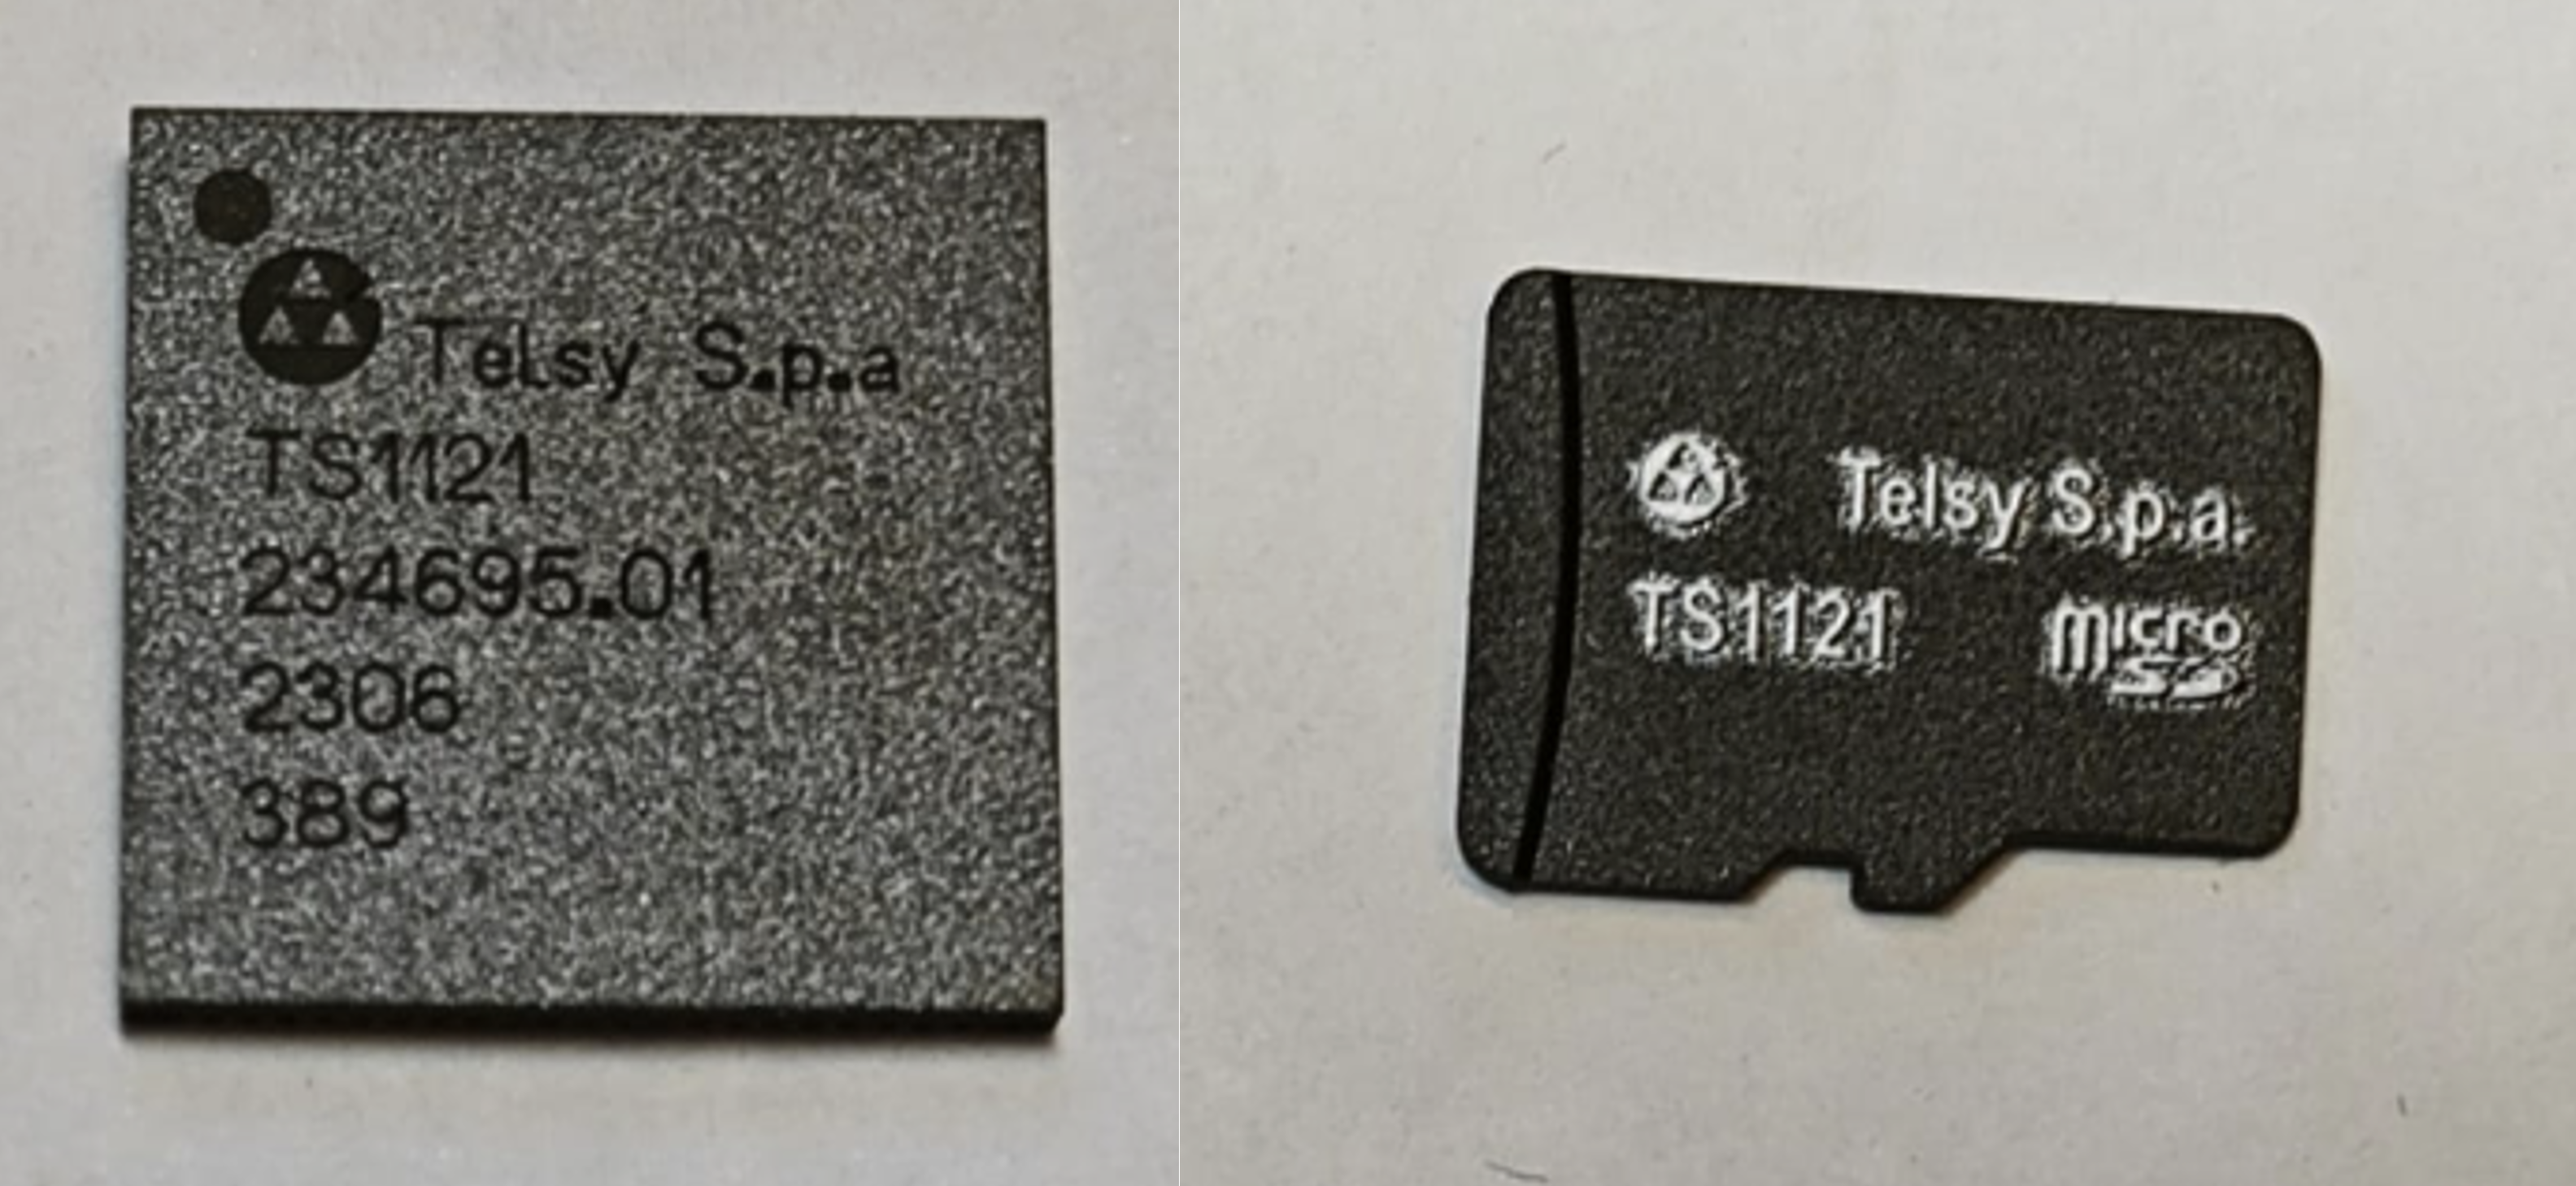 Telsy S.p.a
TS1121
234695.01
2306
389
Telsy S.p.a.
TS1121
micro
SD